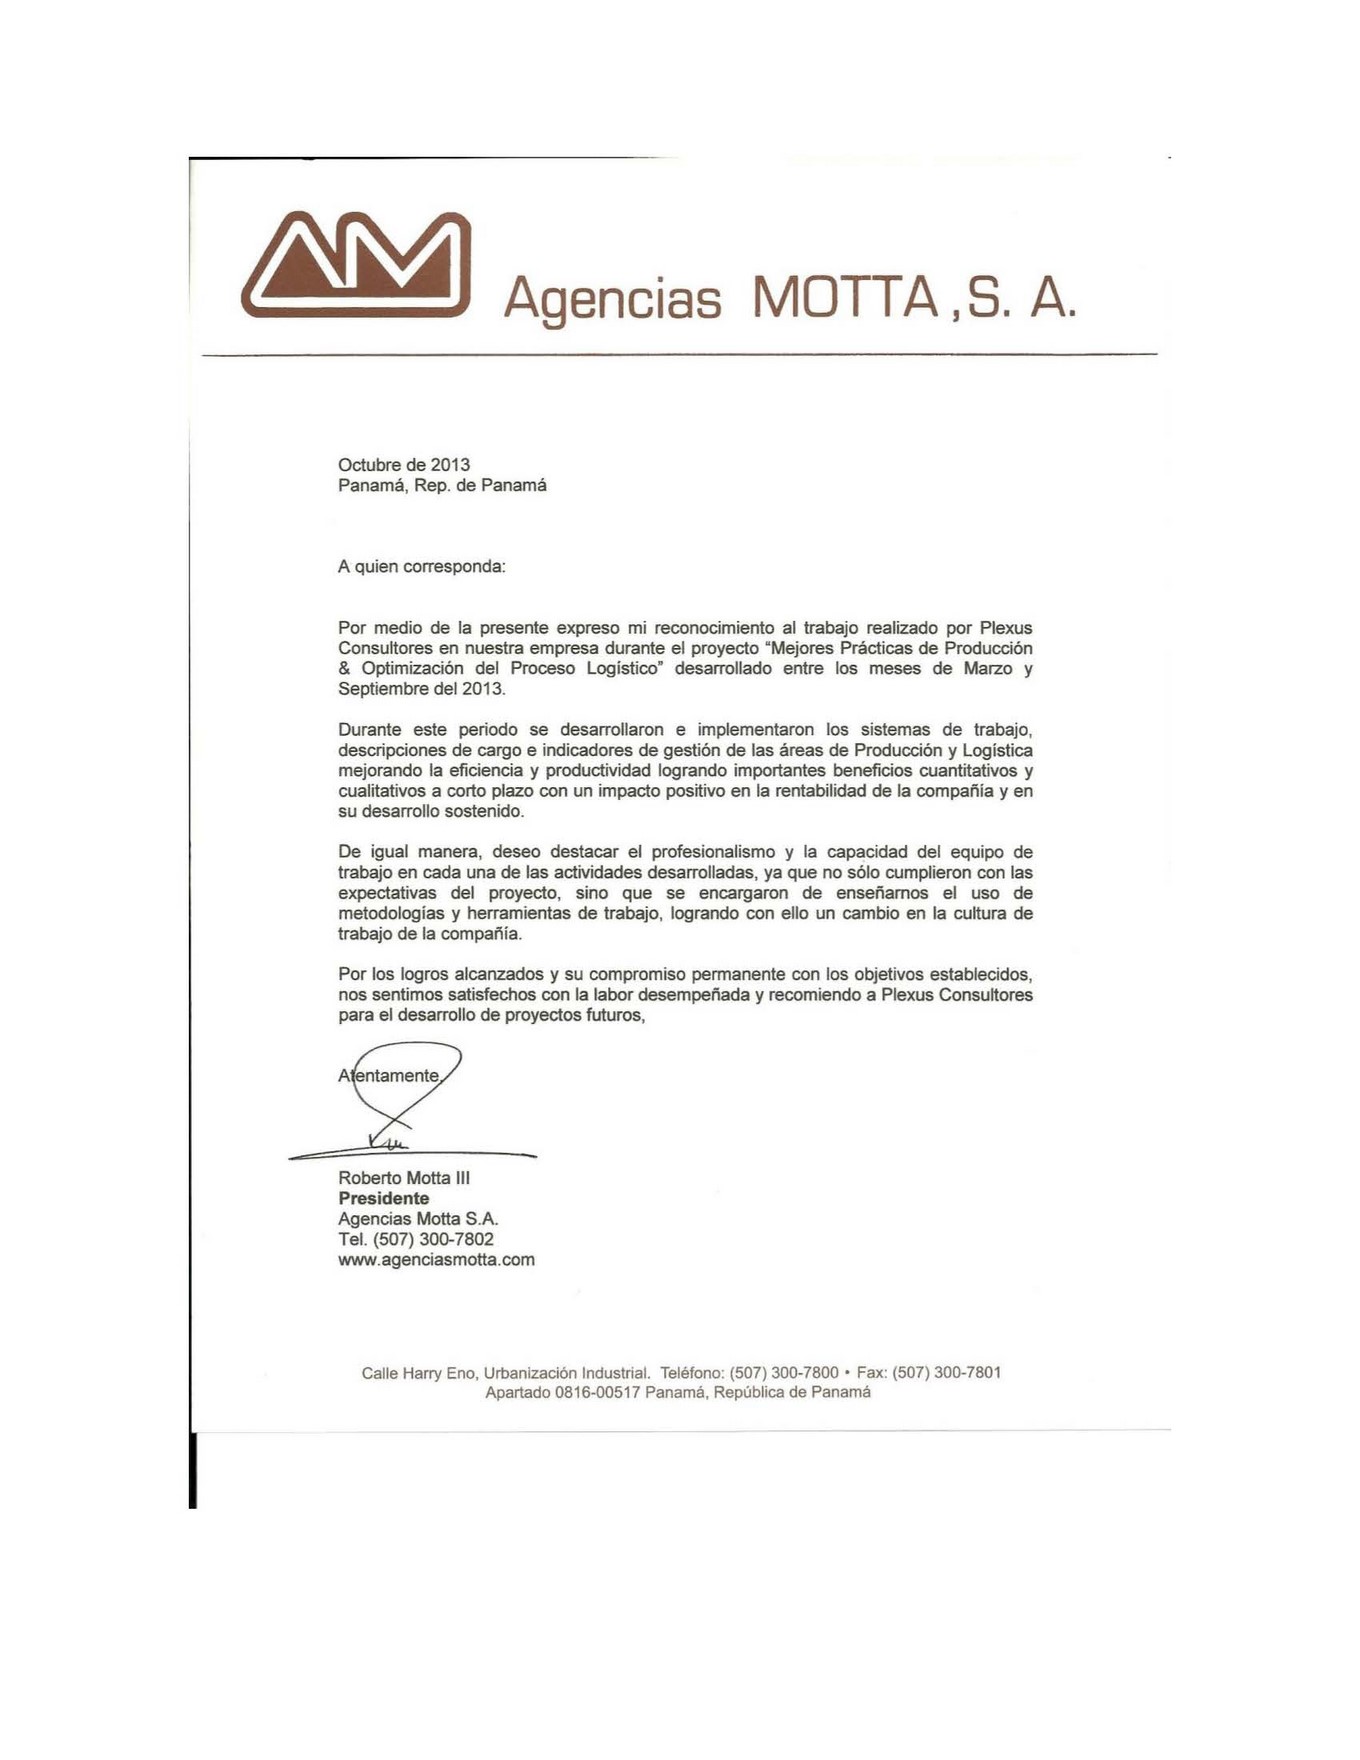 AM
Agencias MOTTA, S. A.
Octubre de 2013
Panamá, Rep. de Panamá
A quien corresponda:
Por medio de la presente expreso mi reconocimiento al trabajo realizado por Plexus
Consultores en nuestra empresa durante el proyecto “Mejores Prácticas de Producción
& Optimización del Proceso Logístico” desarrollado entre los meses de Marzo y
Septiembre del 2013.
Durante este periodo se desarrollaron e implementaron los sistemas de trabajo,
descripciones de cargo e indicadores de gestión de las áreas de Producción y Logística
mejorando la eficiencia y productividad logrando importantes beneficios cuantitativos y
cualitativos a corto plazo con un impacto positivo en la rentabilidad de la compañía y en
su desarrollo sostenido.
De igual manera, deseo destacar el profesionalismo y la capacidad del equipo de
trabajo en cada una de las actividades desarrolladas, ya que no sólo cumplieron con las
expectativas del proyecto, sino que se encargaron de enseñarnos el uso de
metodologías y herramientas de trabajo, logrando con ello un cambio en la cultura de
trabajo de la compañía.
Por los logros alcanzados y su compromiso permanente con los objetivos establecidos,
nos sentimos satisfechos con la labor desempeñada y recomiendo a Plexus Consultores
para el desarrollo de proyectos futuros,
Atentamente,
Roberto Motta III
Presidente
Agencias Motta S.A.
Tel. (507) 300-7802
www.agenciasmotta.com
Calle Harry Eno, Urbanización Industrial. Teléfono: (507) 300-7800 • Fax: (507) 300-7801
Apartado 0816-00517 Panamá, República de Panamá